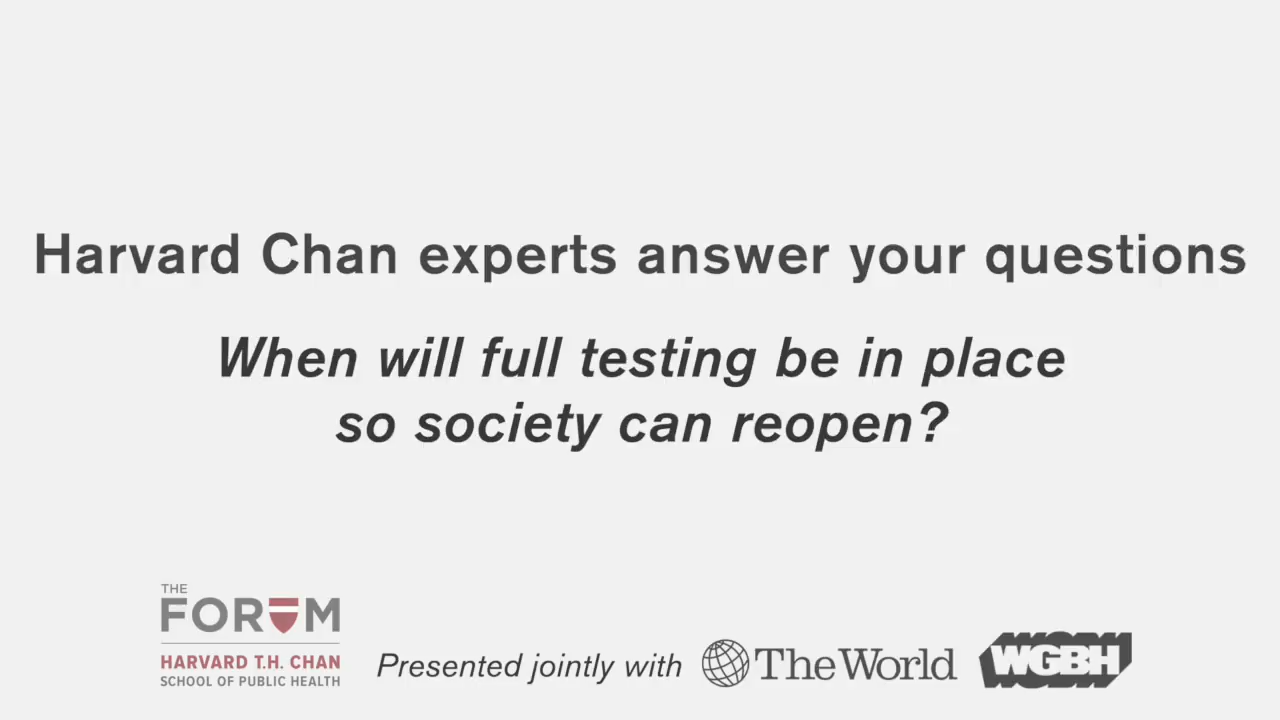 Harvard Chan experts answer your questions
When will full testing be in place
so society can reopen?
THE
FORUM
HARVARD T.H. CHAN
SCHOOL OF PUBLIC HEALTH
Presented jointly with
The World
WGBH